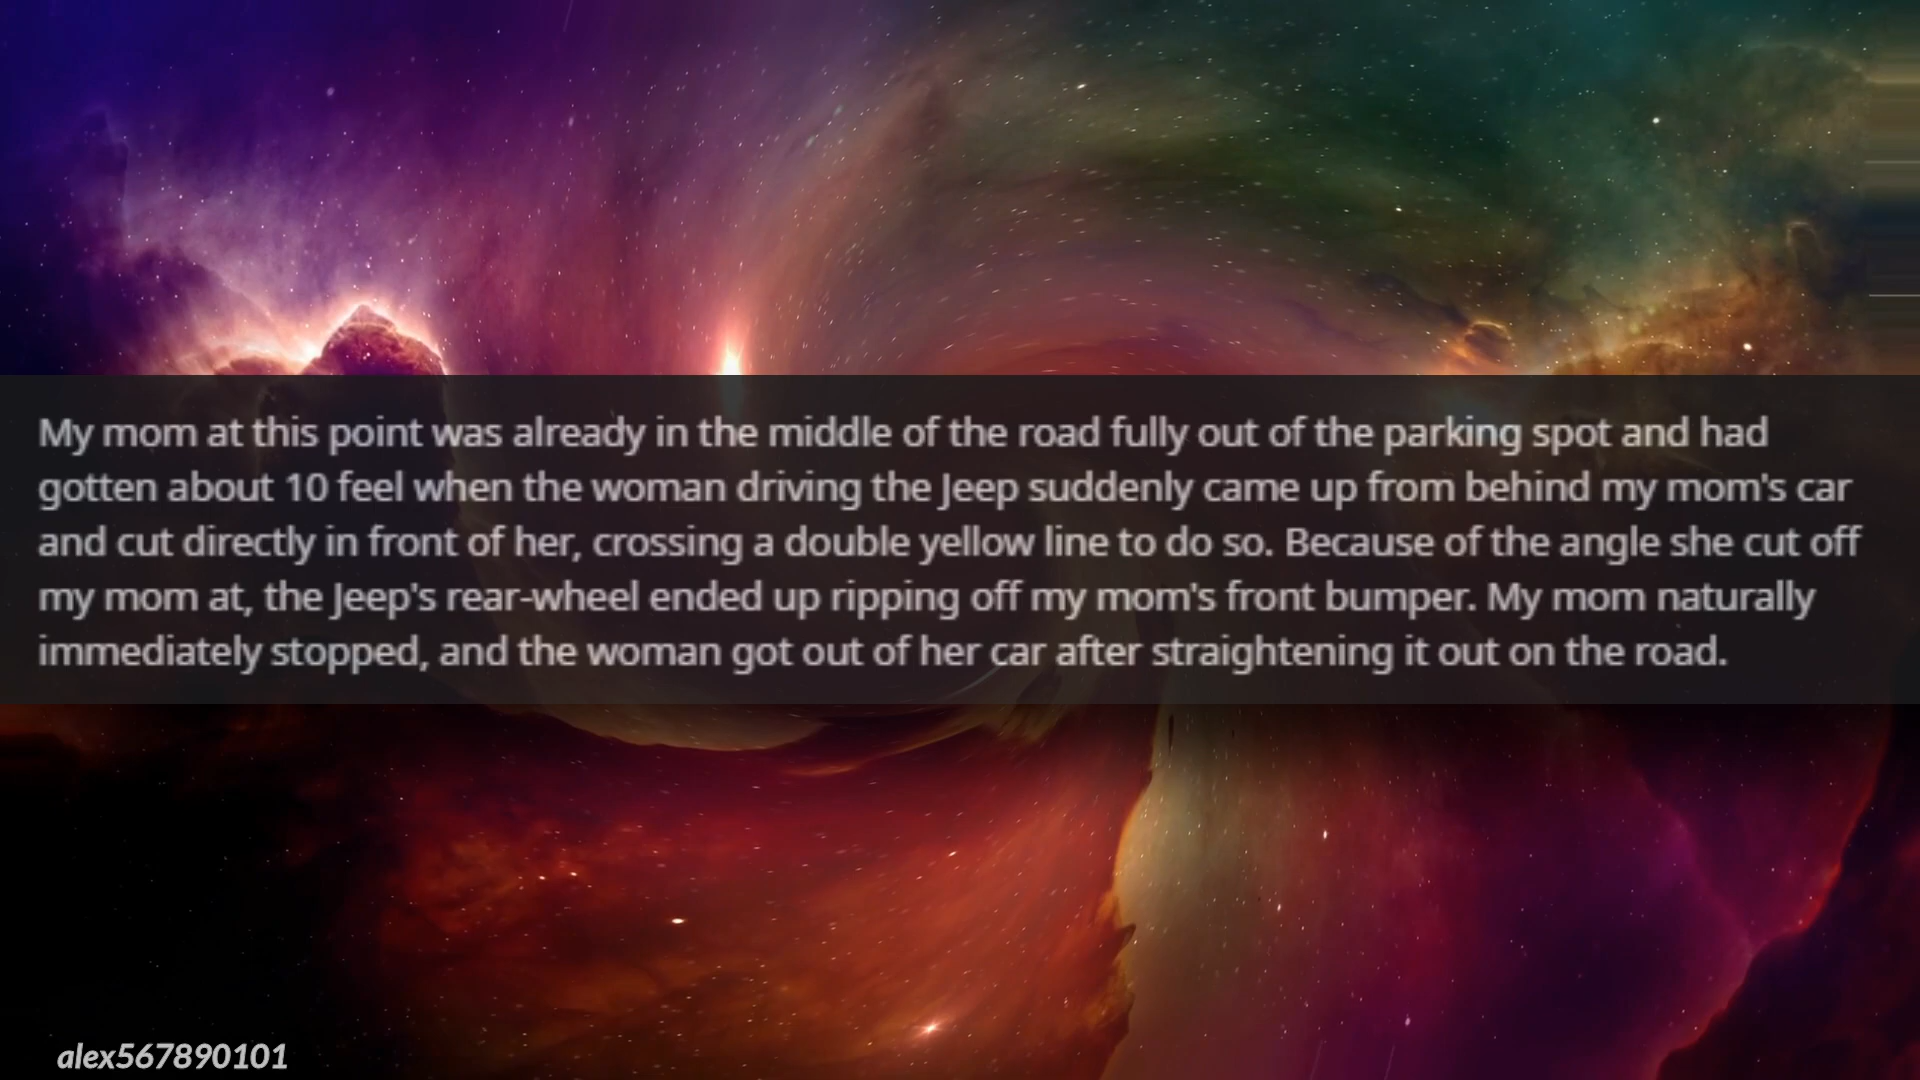 My mom at this point was already in the middle of the road fully out of the parking spot and had
gotten about 10 feel when the woman driving the Jeep suddenly came up from behind my mom's car
and cut directly in front of her, crossing a double yellow line to do so. Because of the angle she cut off
my mom at, the Jeep's rear-wheel ended up ripping off my mom's front bumper. My mom naturally
immediately stopped, and the woman got out of her car after straightening it out on the road.
alex567890101